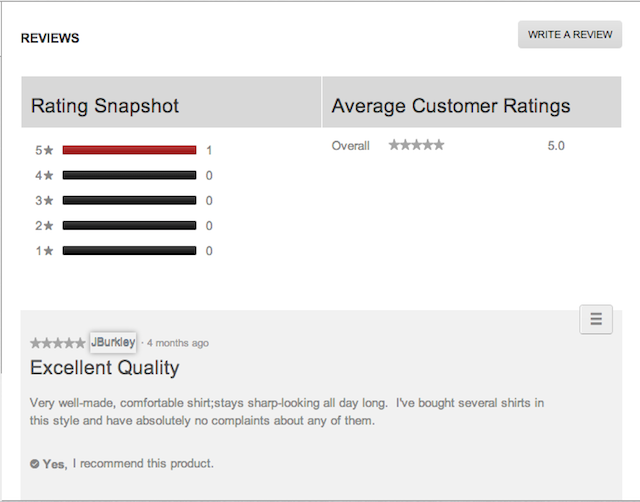 REVIEWS
WRITE A REVIEW
Rating Snapshot
Average Customer Ratings
5★ 1
4★ 0
3★ 0
2★ 0
1★ 0
Overall ★★★★★ 5.0
★★★★★ JBurkley · 4 months ago
Excellent Quality
Very well-made, comfortable shirt;stays sharp-looking all day long. I've bought several shirts in
this style and have absolutely no complaints about any of them.
Yes, I recommend this product.